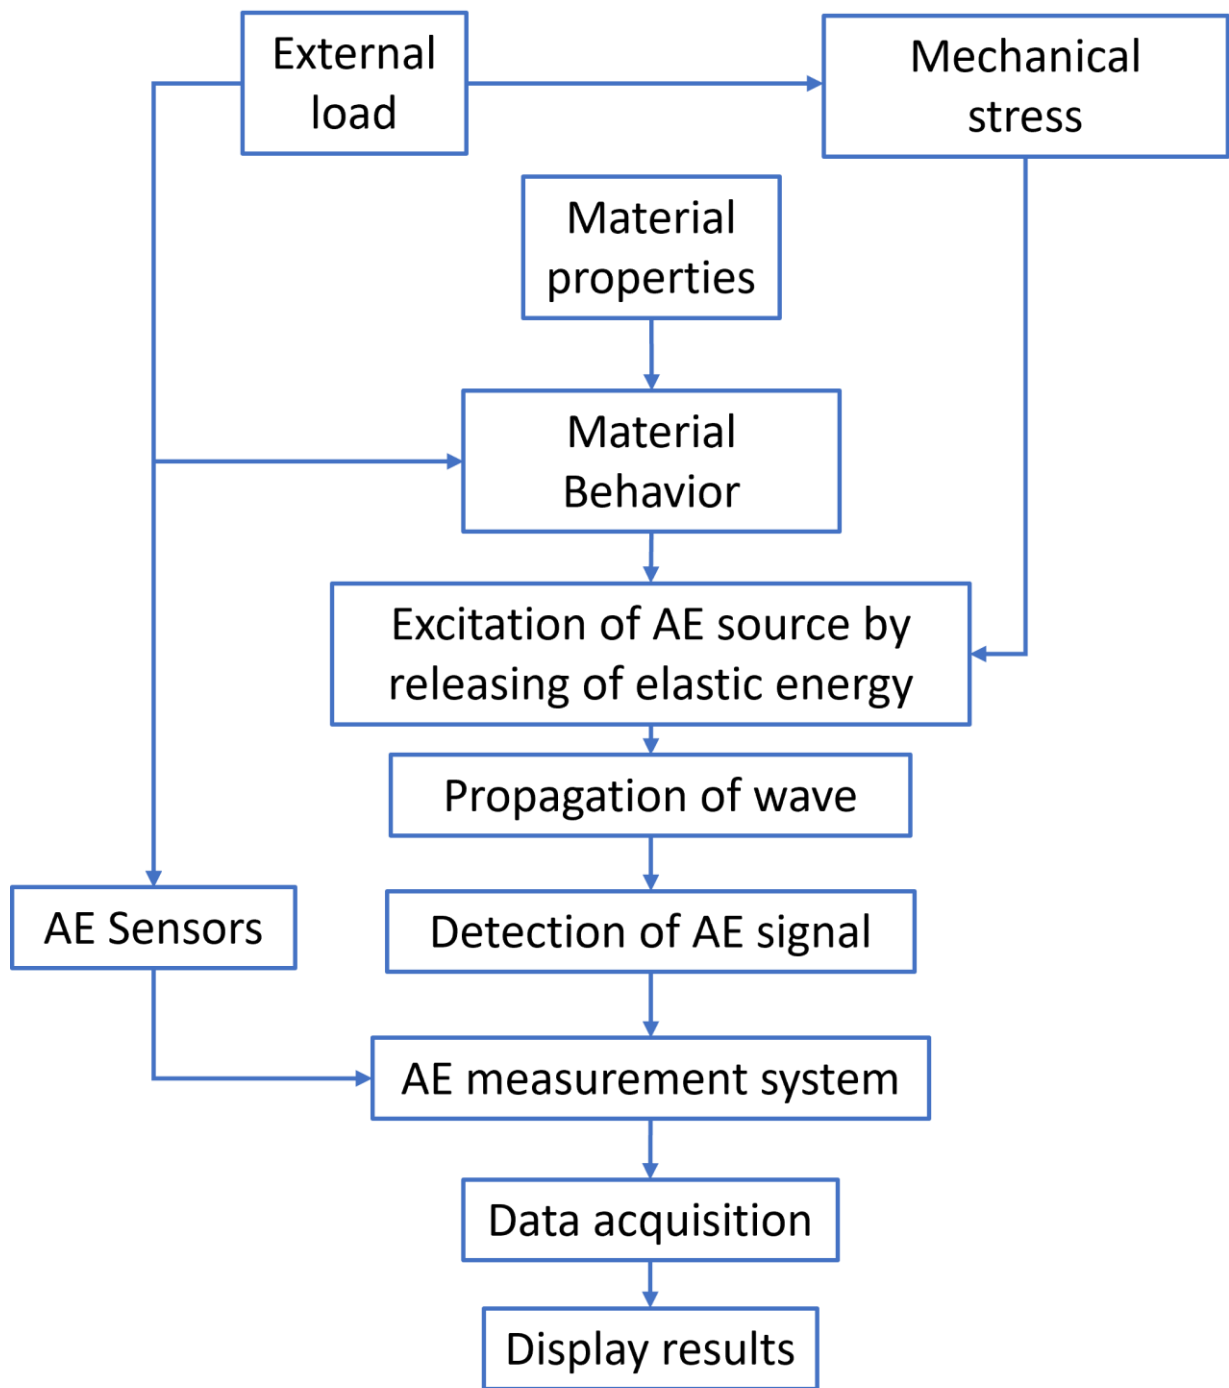 External
load
Mechanical
stress
Material
properties
Material
Behavior
Excitation of AE source by
releasing of elastic energy
Propagation of wave
AE Sensors
Detection of AE signal
AE measurement system
Data acquisition
Display results